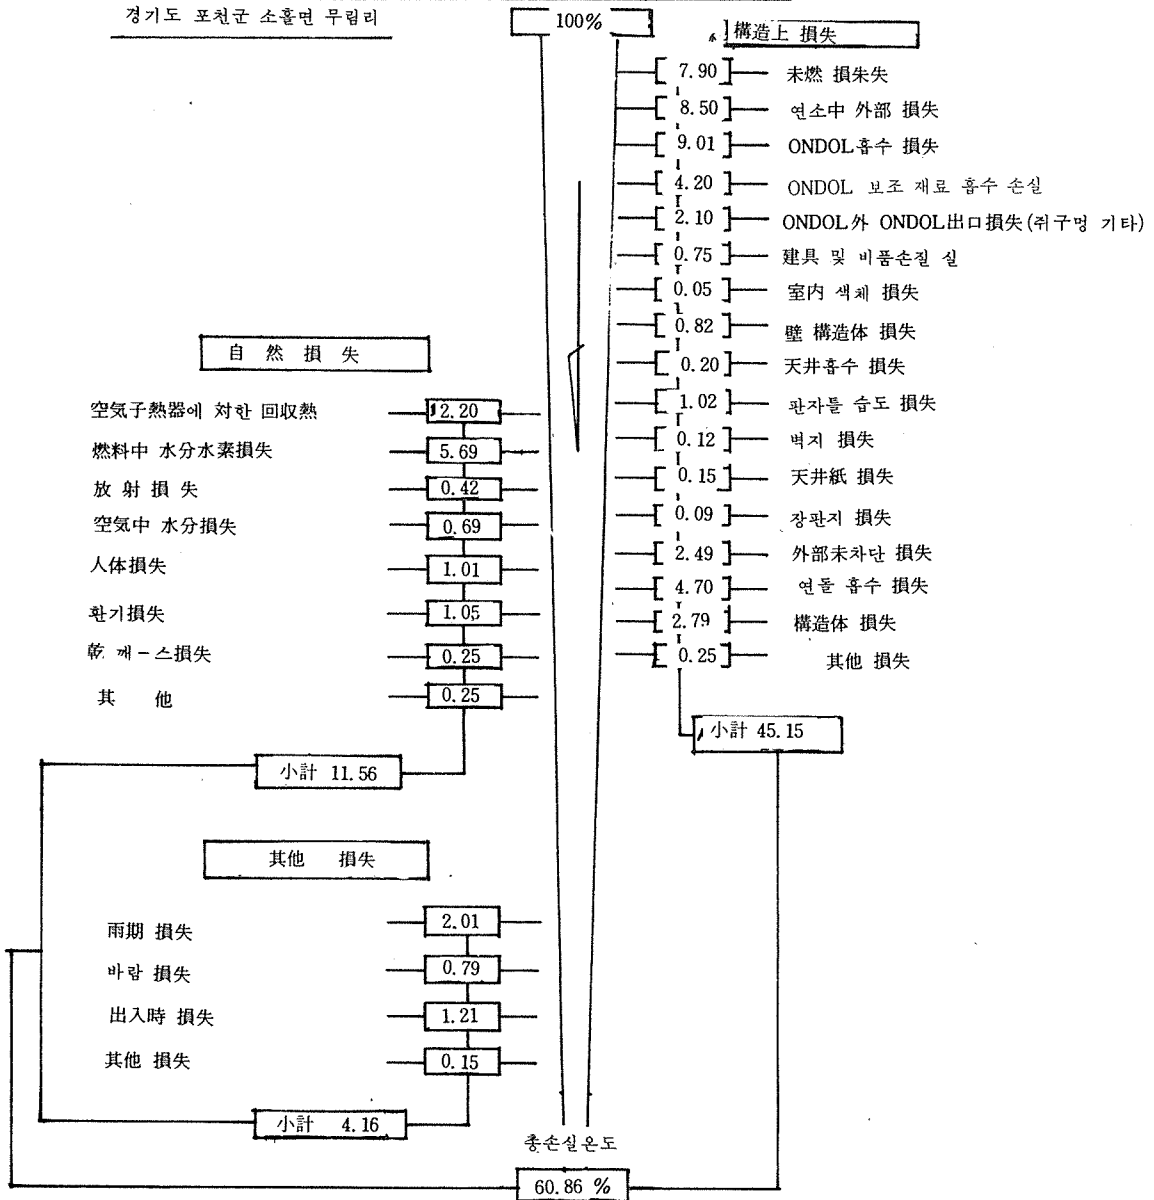 경기도 포천군 소흘면 무림리
100%
構造上 損失
7.90 未燃 損朱失
8.50 연소中 外部 損失
9.01 ONDOL흡수 損失
4.20 ONDOL 보조 재료 흡수 손실
2.10 ONDOL外 ONDOL出口損失(쥐구멍 기타)
0.75 建具 및 비품손질 실
0.05 室内 색체 損失
0.82 壁 構造体 損失
0.20 天井흡수 損失
1.02 판자틀 습도 損失
0.12 벽지 損失
0.15 天井紙 損失
0.09 장판지 損失
2.49 外部未차단 損失
4.70 연돌 흡수 損失
2.79 構造体 損失
0.25 其他 損失
小計 45.15
自然損失
空気子熱器에 対한 回収熱 2.20
燃料中 水分水素損失 5.69
放射損失 0.42
空気中 水分損失 0.69
人体損失 1.01
환기損失 1.05
乾 께-스損失 0.25
其他 0.25
小計 11.56
其他 損失
雨期 損失 2.01
바람 損失 0.79
出入時 損失 1.21
其他 損失 0.15
小計 4.16
총손실온도
60.86 %